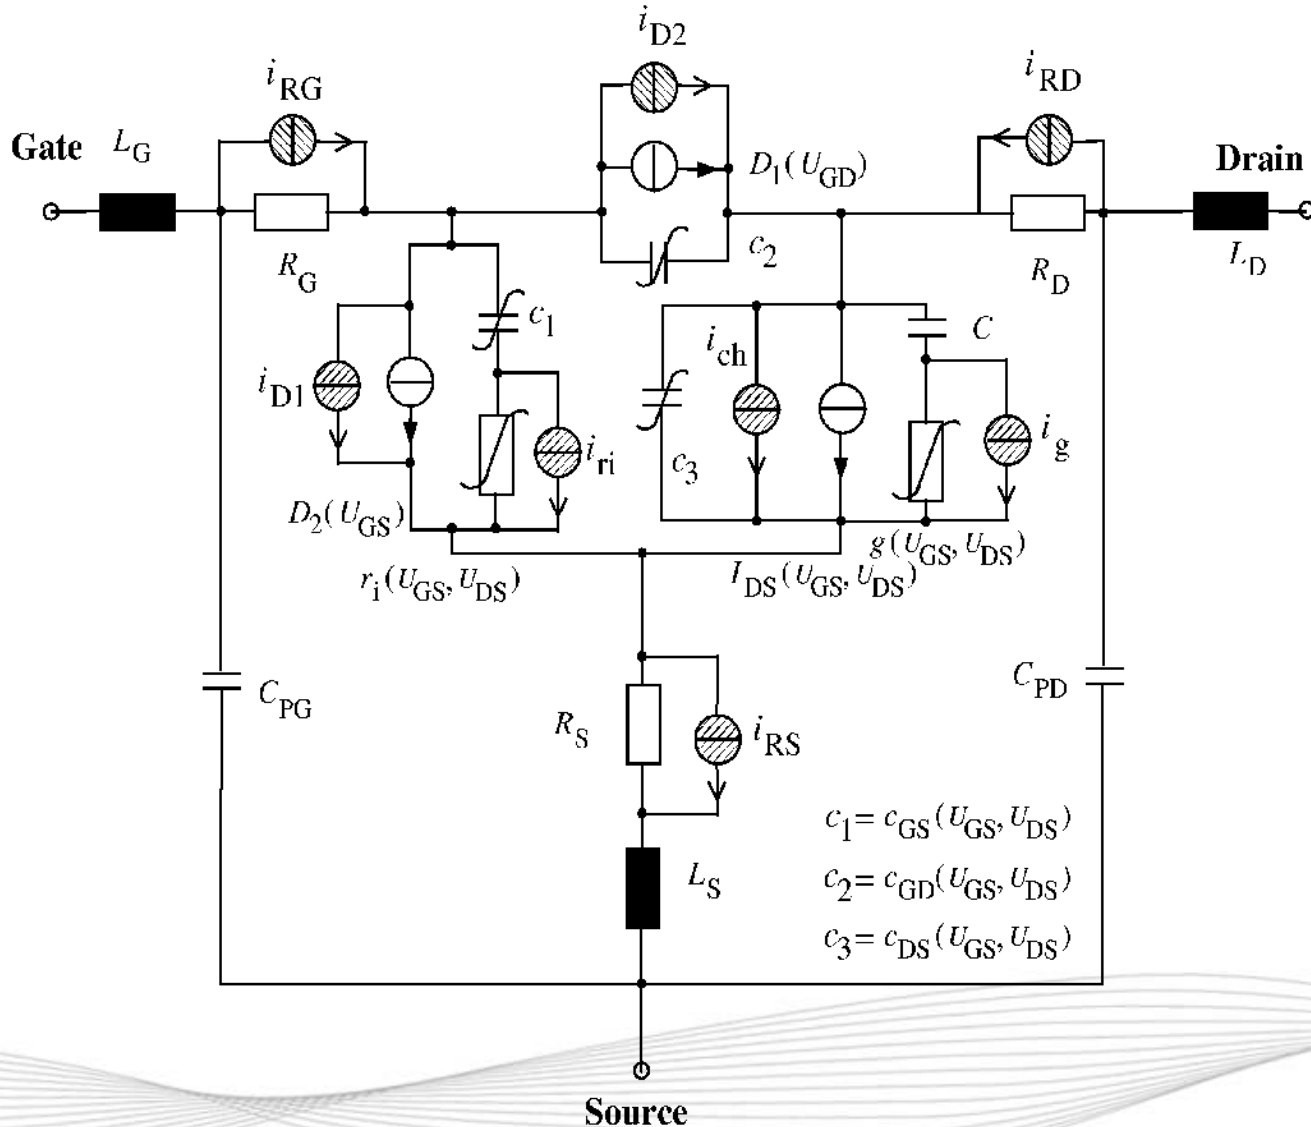 i_D2
i_RG
i_RD
Gate
L_G
D_1(U_GD)
Drain
R_G
c_2
R_D
L_D
c_1
i_ch
C
i_D1
i_ri
c_3
i_g
D_2(U_GS)
r_i(U_GS, U_DS)
I_DS(U_GS, U_DS)
g(U_GS, U_DS)
C_PG
R_S
i_RS
C_PD
c_1= c_GS(U_GS, U_DS)
L_S
c_2= c_GD(U_GS, U_DS)
c_3= c_DS(U_GS, U_DS)
Source